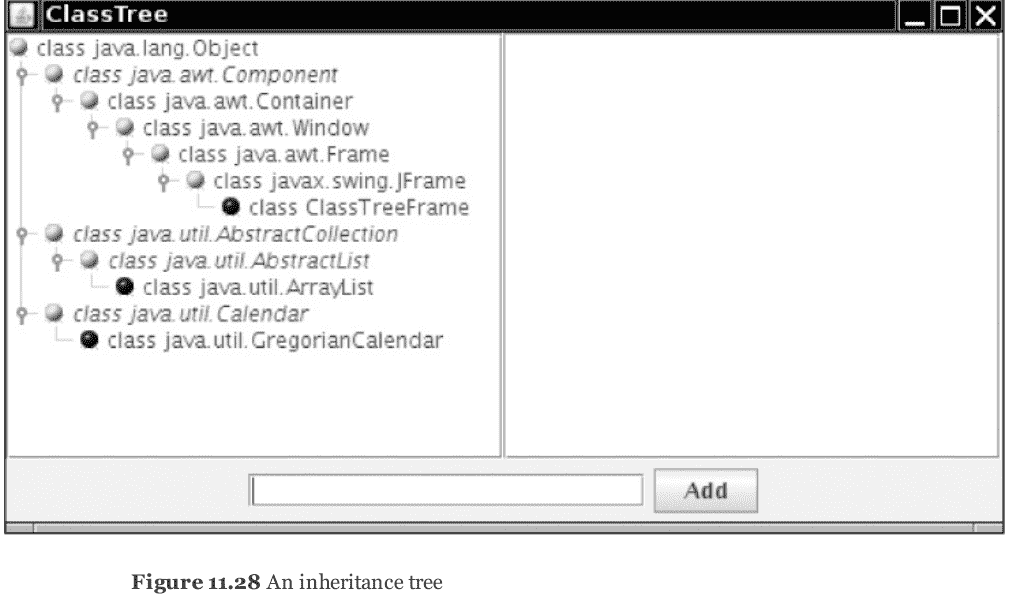 ClassTree
class java.lang.Object
class java.awt.Component
class java.awt.Container
class java.awt.Window
class java.awt.Frame
class javax.swing.JFrame
class ClassTreeFrame
class java.util.AbstractCollection
class java.util.AbstractList
class java.util.ArrayList
class java.util.Calendar
class java.util.GregorianCalendar
Add
Figure 11.28 An inheritance tree